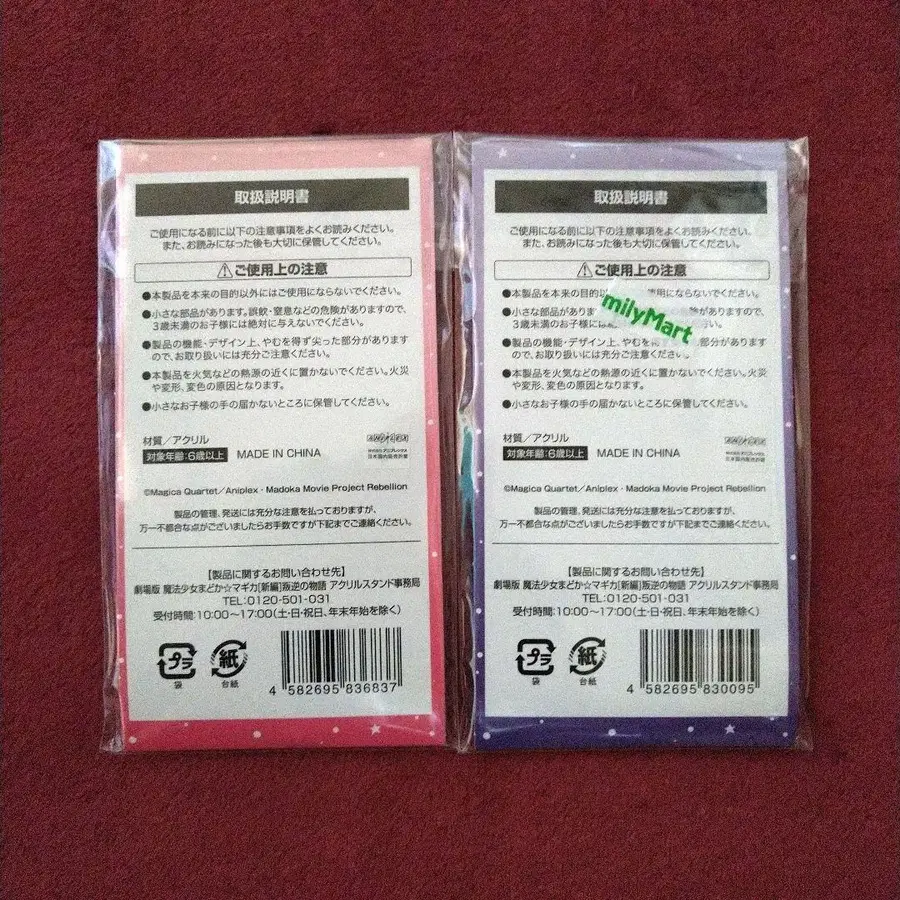 取扱説明書
ご使用になる前に以下の注意事項をよくお読みください。
また、お読みになった後も大切に保管してください。
⚠ご使用上の注意
●本製品を本来の目的以外にはご使用にならないでください。
●小さな部品があります。誤飲・窒息などの危険がありますので、
3歳未満のお子様には絶対に与えないでください。
●製品の機能・デザイン上、やむを得ず尖った部分があります
ので、お取り扱いには充分ご注意ください。
●本製品を火気などの熱源の近くに置かないでください。火災
や変形、変色の原因となります。
●小さなお子様の手の届かないところに保管してください。
材質/アクリル
対象年齢:6歳以上 MADE IN CHINA
©Magica Quartet/Aniplex・Madoka Movie Project Rebellion
製品の管理、発送には充分な注意を払っておりますが、
万一不都合な点がございましたらお手数ですが下記までご連絡ください。
【製品に関するお問い合わせ先】
劇場版 魔法少女まどか☆マギカ[新編]叛逆の物語 アクリルスタンド事務局
TEL:0120-501-031
受付時間:10:00〜17:00(土・日・祝日、年末年始を除く)
プラ
袋
紙
台紙
4 582695 836837
取扱説明書
ご使用になる前に以下の注意事項をよくお読みください。
また、お読みになった後も大切に保管してください。
⚠ご使用上の注意
●本製品を本来の目的 使用にならないでください。
●小さな部品があります。誤飲 の危険がありますので、
3歳未満のお子様には絶対に えないでください。
milyMart
●製品の機能・デザイン上、やむを得ず 部分があります
ので、お取り扱いには充分ご注意ください。
●本製品を火気などの熱源の近くに置かないでください。火災
や変形、変色の原因となります。
●小さなお子様の手の届かないところに保管してください。
材質/アクリル
対象年齢:6歳以上 MADE IN CHINA
©Magica Quartet/Aniplex・Madoka Movie Project Rebellion
製品の管理、発送には充分な注意を払っておりますが、
万一不都合な点がございましたらお手数ですが下記までご連絡ください。
【製品に関するお問い合わせ先】
劇場版 魔法少女まどか☆マギカ[新編]叛逆の物語 アクリルスタンド事務局
TEL:0120-501-031
受付時間:10:00〜17:00(土・日・祝日、年末年始を除く)
プラ
袋
紙
台紙
4 582695 830095